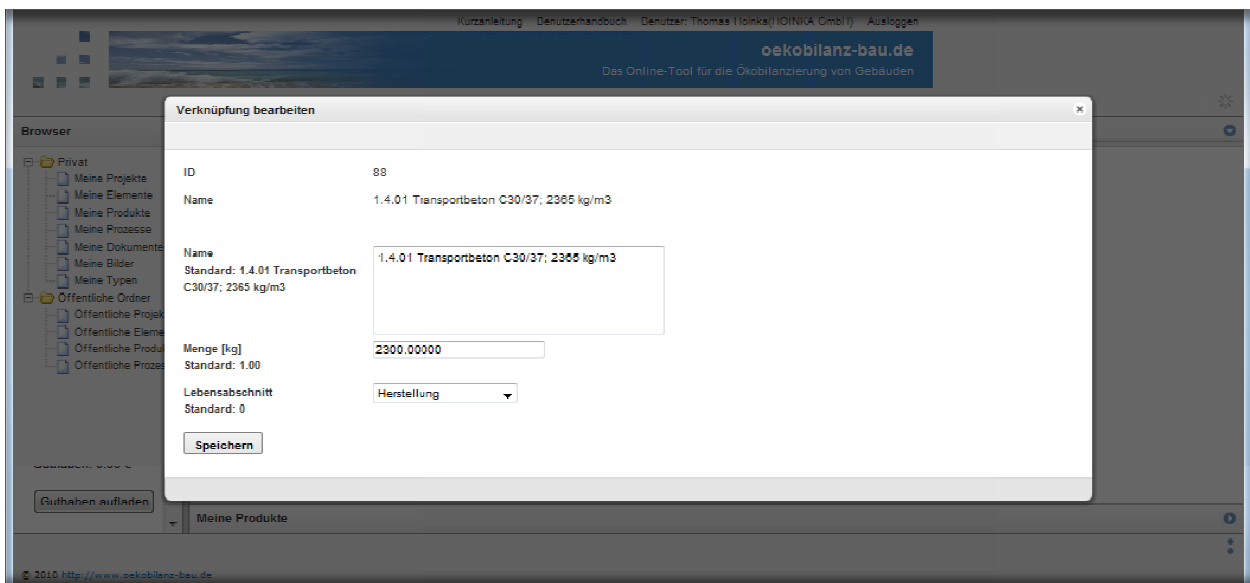 Kurzanleitung Benutzerhandbuch Benutzer: Thomas Hoinka(HOINKA GmbH) Ausloggen
oekobilanz-bau.de
Das Online-Tool für die Ökobilanzierung von Gebäuden
Verknüpfung bearbeiten
Browser
Privat
Meine Projekte
Meine Elemente
Meine Produkte
Meine Prozesse
Meine Dokumente
Meine Bilder
Meine Typen
Öffentliche Ordner
Öffentliche Projek
Öffentliche Eleme
Öffentliche Produ
Öffentliche Prozes
ID 88
Name 1.4.01 Transportbeton C30/37; 2365 kg/m3
Name
Standard: 1.4.01 Transportbeton
C30/37; 2365 kg/m3
1.4.01 Transportbeton C30/37; 2365 kg/m3
Menge [kg] 2300.00000
Standard: 1.00
Lebensabschnitt Herstellung
Standard: 0
Speichern
Guthaben aufladen
Meine Produkte
© 2010 http://www.oekobilanz-bau.de